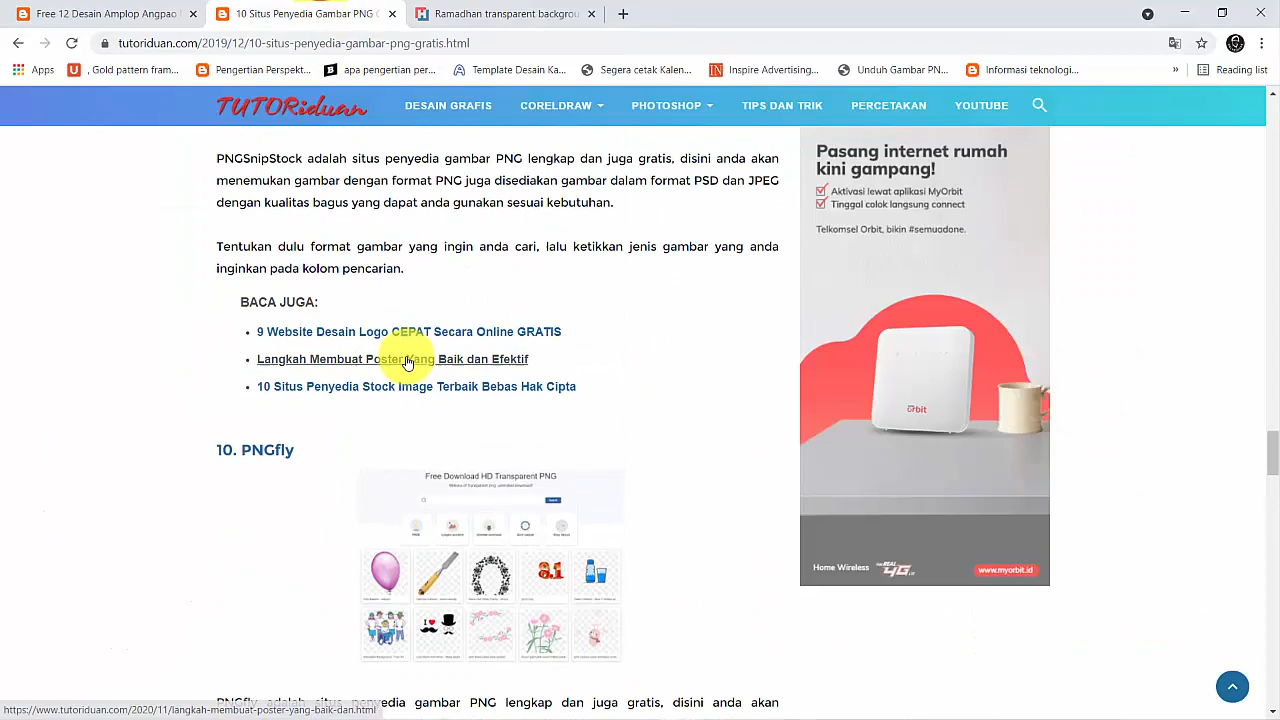 Free 12 Desain Amplop Angpao
10 Situs Penyedia Gambar PNG G
Ramadhan transparent backgrou
tutoriduan.com/2019/12/10-situs-penyedia-gambar-png-gratis.html
Apps
, Gold pattern fram...
Pengertian Perspekt...
apa pengertian per...
Template Desain Ka...
Segera cetak Kalen...
Inspire Advertising...
Unduh Gambar PN...
Informasi teknologi...
»
Reading list
TUTORiduan
DESAIN GRAFIS
CORELDRAW
PHOTOSHOP
TIPS DAN TRIK
PERCETAKAN
YOUTUBE
PNGSnipStock adalah situs penyedia gambar PNG lengkap dan juga gratis, disini anda akan
menemukan gambar dengan format PNG juga disediakan gambar dalam format PSD dan JPEG
dengan kualitas bagus yang dapat anda gunakan sesuai kebutuhan.
Tentukan dulu format gambar yang ingin anda cari, lalu ketikkan jenis gambar yang anda
inginkan pada kolom pencarian.
BACA JUGA:
9 Website Desain Logo CEPAT Secara Online GRATIS
Langkah Membuat Poster Yang Baik dan Efektif
10 Situs Penyedia Stock Image Terbaik Bebas Hak Cipta
10. PNGfly
Free Download HD Transparent PNG
PNGfly adalah situs penyedia gambar PNG lengkap dan juga gratis, disini anda akan
Pasang internet rumah
kini gampang!
Aktivasi lewat aplikasi MyOrbit
Tinggal colok langsung connect
Telkomsel Orbit, bikin #semuadone.
orbit
Home Wireless
THE REAL 4G
www.myorbit.id
https://www.tutoriduan.com/2020/11/langkah-membuat-poster-yang-baik-dan.html